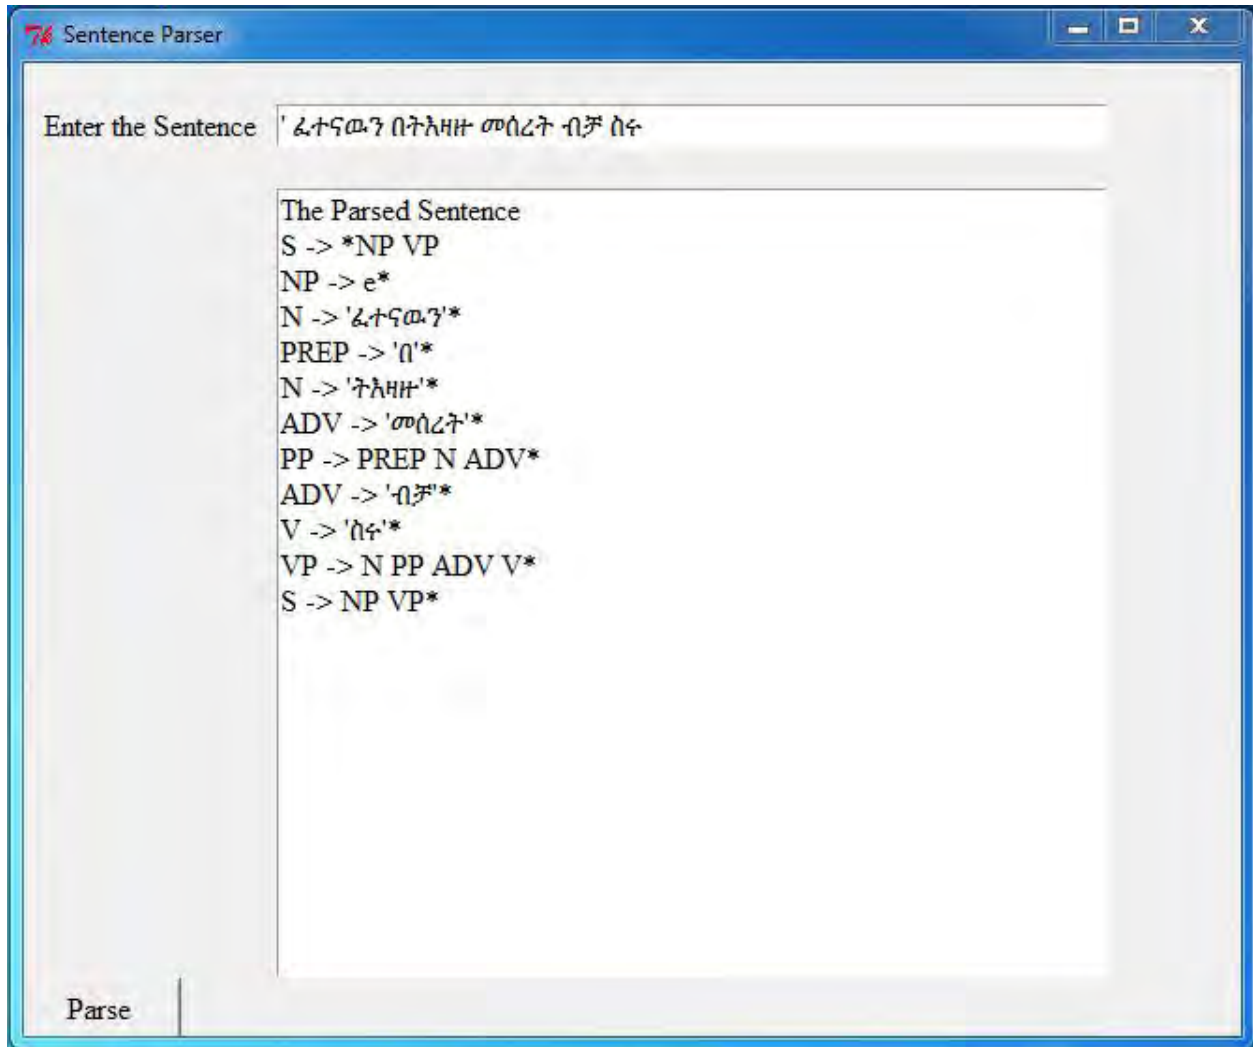 Sentence Parser
Enter the Sentence ' ፈተናዉን በትእዛዙ መሰረት ብቻ ስሩ
The Parsed Sentence
S -> *NP VP
NP -> e*
N -> 'ፈተናዉን'*
PREP -> 'በ'*
N -> 'ትእዛዙ'*
ADV -> 'መሰረት'*
PP -> PREP N ADV*
ADV -> 'ብቻ'*
V -> 'ስሩ'*
VP -> N PP ADV V*
S -> NP VP*
Parse